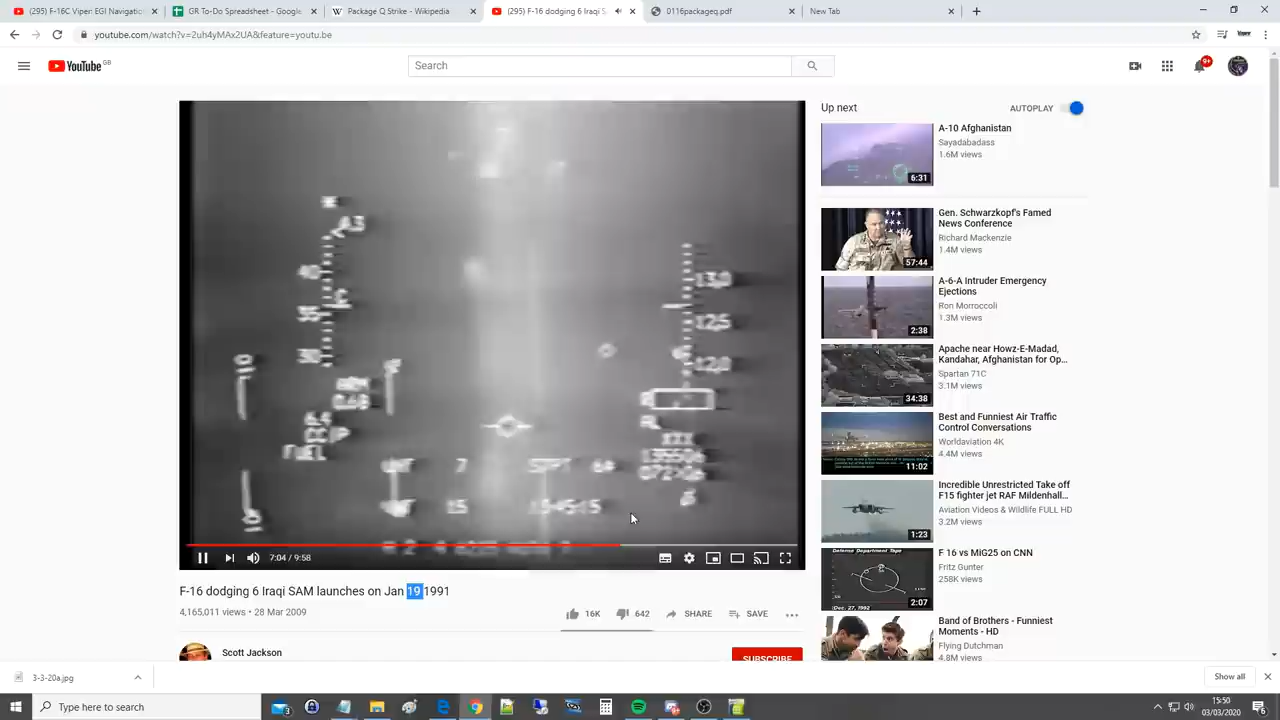 (295) F-16C Viper: EGI Navigati
GR To-Do Spreadsheet - Google
Package Q Strike - Wikipedia
(295) F-16 dodging 6 Iraqi S
0116packageq.pdf
New Tab
youtube.com/watch?v=2uh4yMAx2UA&feature=youtu.be
YouTube GB
Search
9+
Up next
AUTOPLAY
A-10 Afghanistan
Sayadabadass
1.6M views
6:31
Gen. Schwarzkopf's Famed
News Conference
Richard Mackenzie
1.4M views
57:44
A-6-A Intruder Emergency
Ejections
Ron Morroccoli
1.3M views
2:38
Apache near Howz-E-Madad,
Kandahar, Afghanistan for Op...
Spartan 71C
3.1M views
34:38
Best and Funniest Air Traffic
Control Conversations
Worldaviation 4K
4.4M views
11:02
Incredible Unrestricted Take off
F15 fighter jet RAF Mildenhall...
Aviation Videos & Wildlife FULL HD
3.2M views
1:23
F 16 vs MiG25 on CNN
Fritz Gunter
258K views
Defense Department Tape
Dec. 27, 1992
2:07
Band of Brothers - Funniest
Moments - HD
Flying Dutchman
4.8M views
7:04 / 9:58
F-16 dodging 6 Iraqi SAM launches on Jan 19 1991
4,165,011 views • 28 Mar 2009
16K
642
SHARE
SAVE
Scott Jackson
SUBSCRIBE
3-3-20a.jpg
Show all
Type here to search
15:50
03/03/2020